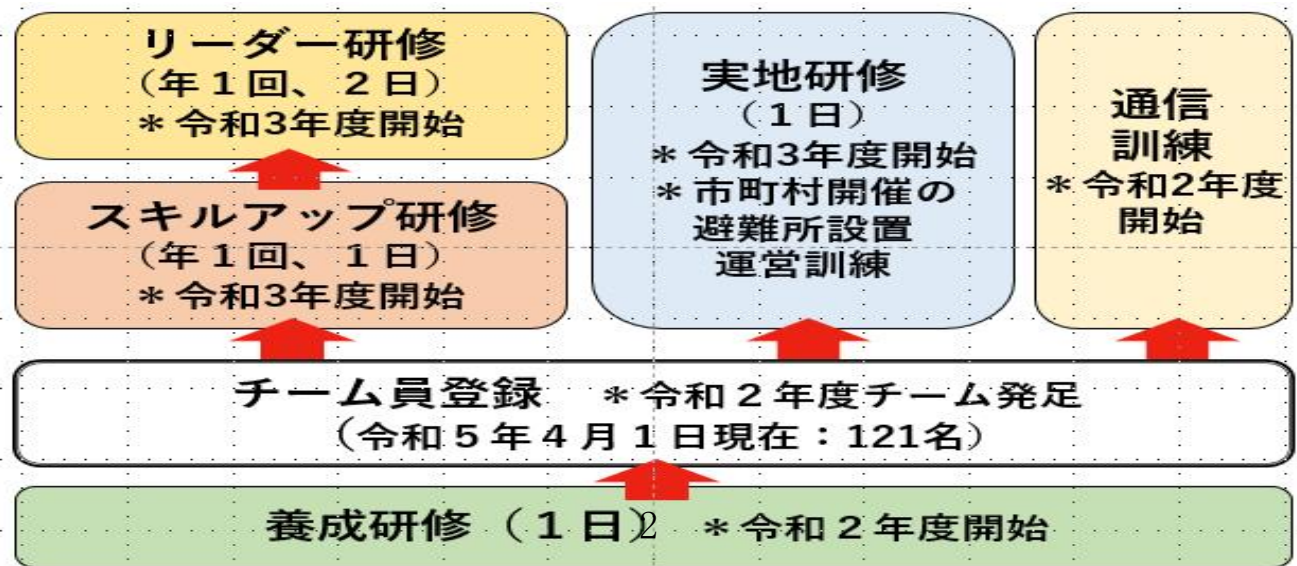 リーダー研修
（年１回、２日）
＊令和3年度開始
スキルアップ研修
（年１回、１日）
＊令和3年度開始
実地研修
（１日）
＊令和3年度開始
＊市町村開催の
避難所設置
運営訓練
通信
訓練
＊令和2年度
開始
チーム員登録　＊令和２年度チーム発足
（令和５年４月１日現在：121名）
養成研修（１日）　＊令和２年度開始
2